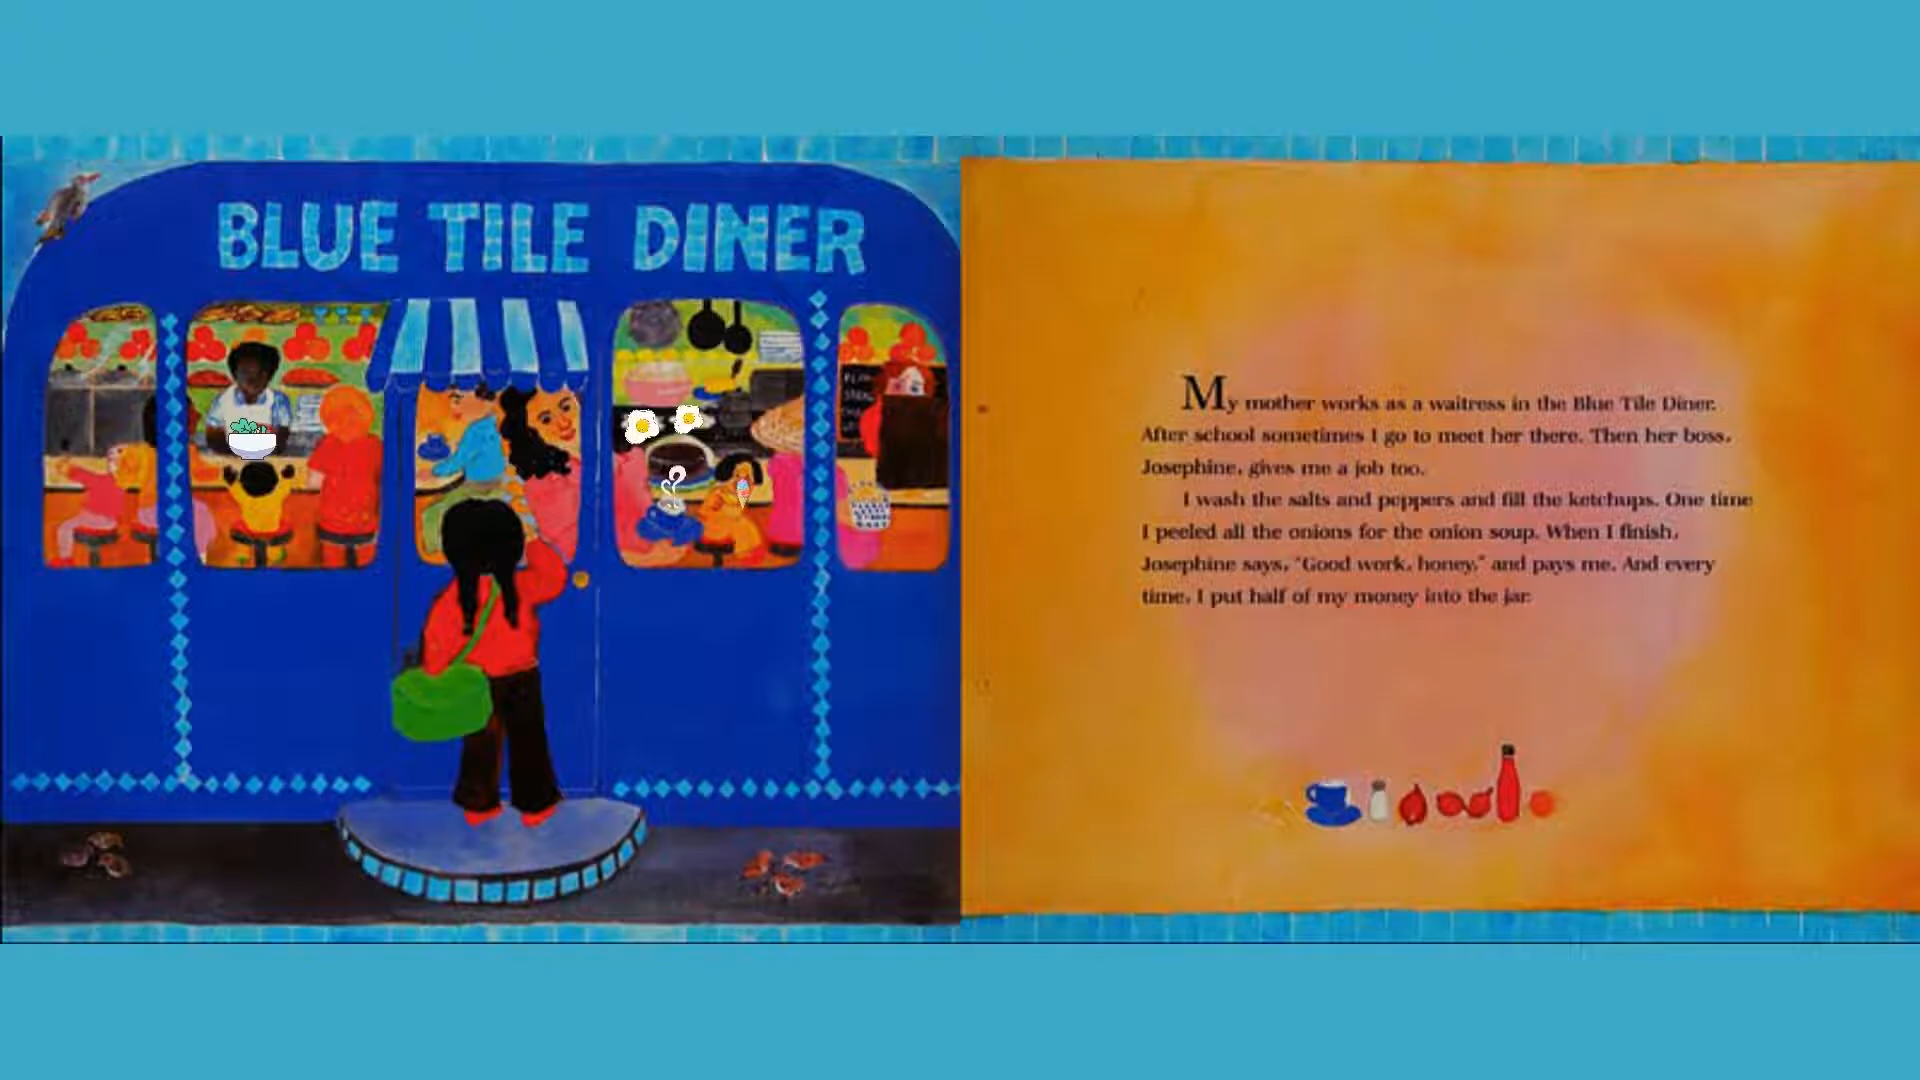 BLUE TILE DINER
My mother works as a waitress in the Blue Tile Diner.
After school sometimes I go to meet her there. Then her boss,
Josephine, gives me a job too.
I wash the salts and peppers and fill the ketchups. One time
I peeled all the onions for the onion soup. When I finish,
Josephine says, "Good work, honey," and pays me. And every
time, I put half of my money into the jar.